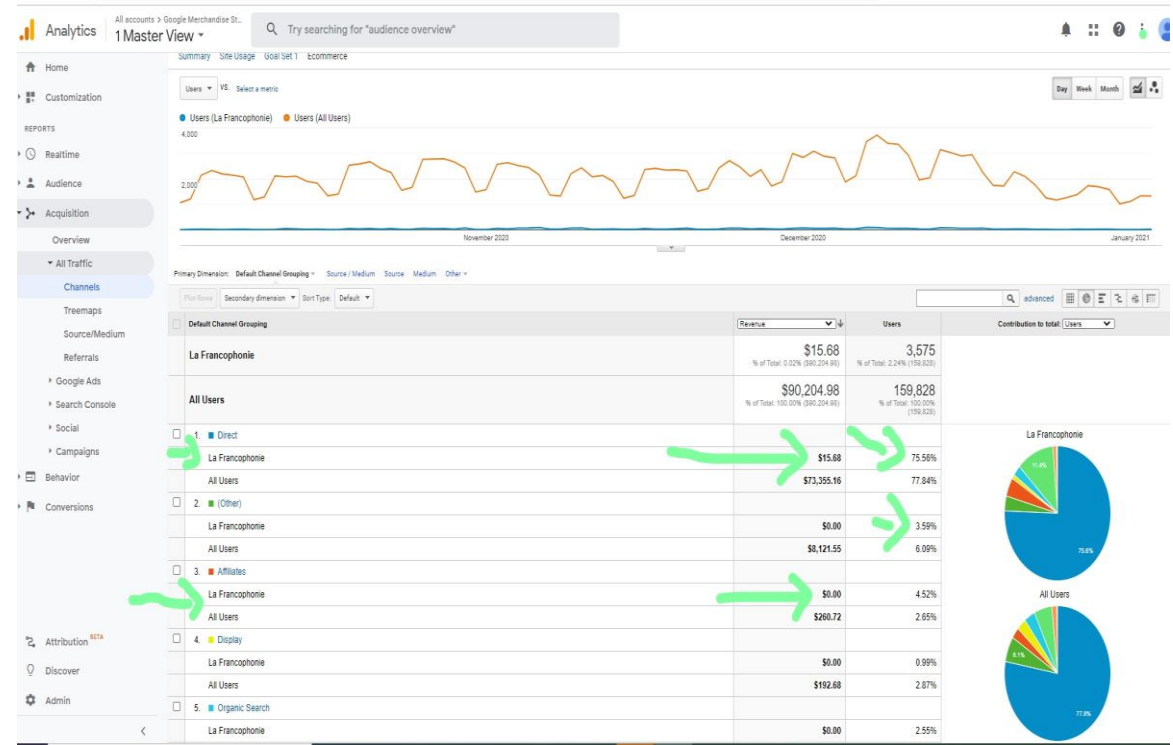 All accounts > Google Merchandise St...
Analytics
1 Master View
Try searching for "audience overview"
Home
Customization
REPORTS
Realtime
Audience
Acquisition
Overview
All Traffic
Channels
Treemaps
Source/Medium
Referrals
Google Ads
Search Console
Social
Campaigns
Behavior
Conversions
Attribution BETA
Discover
Admin
Summary Site Usage Goal Set 1 Ecommerce
Users VS. Select a metric
Day Week Month
Users (La Francophonie) Users (All Users)
4,000
2,000
November 2020 December 2020 January 2021
Primary Dimension: Default Channel Grouping Source / Medium Source Medium Other
Plot Rows Secondary dimension Sort Type: Default advanced
Default Channel Grouping Revenue Users Contribution to total: Users
La Francophonie $15.68 3,575
% of Total: 0.02% ($90,204.98) % of Total: 2.24% (159,828)
All Users $90,204.98 159,828
% of Total: 100.00% ($90,204.98) % of Total: 100.00%
(159,828)
1. Direct
La Francophonie $15.68 75.56%
All Users $73,355.16 77.84%
2. (Other)
La Francophonie $0.00 3.59%
All Users $8,121.55 6.09%
3. Affiliates
La Francophonie $0.00 4.52%
All Users $260.72 2.65%
4. Display
La Francophonie $0.00 0.99%
All Users $192.68 2.87%
5. Organic Search
La Francophonie $0.00 2.55%
La Francophonie
11.4%
75.6%
All Users
6.1%
77.8%